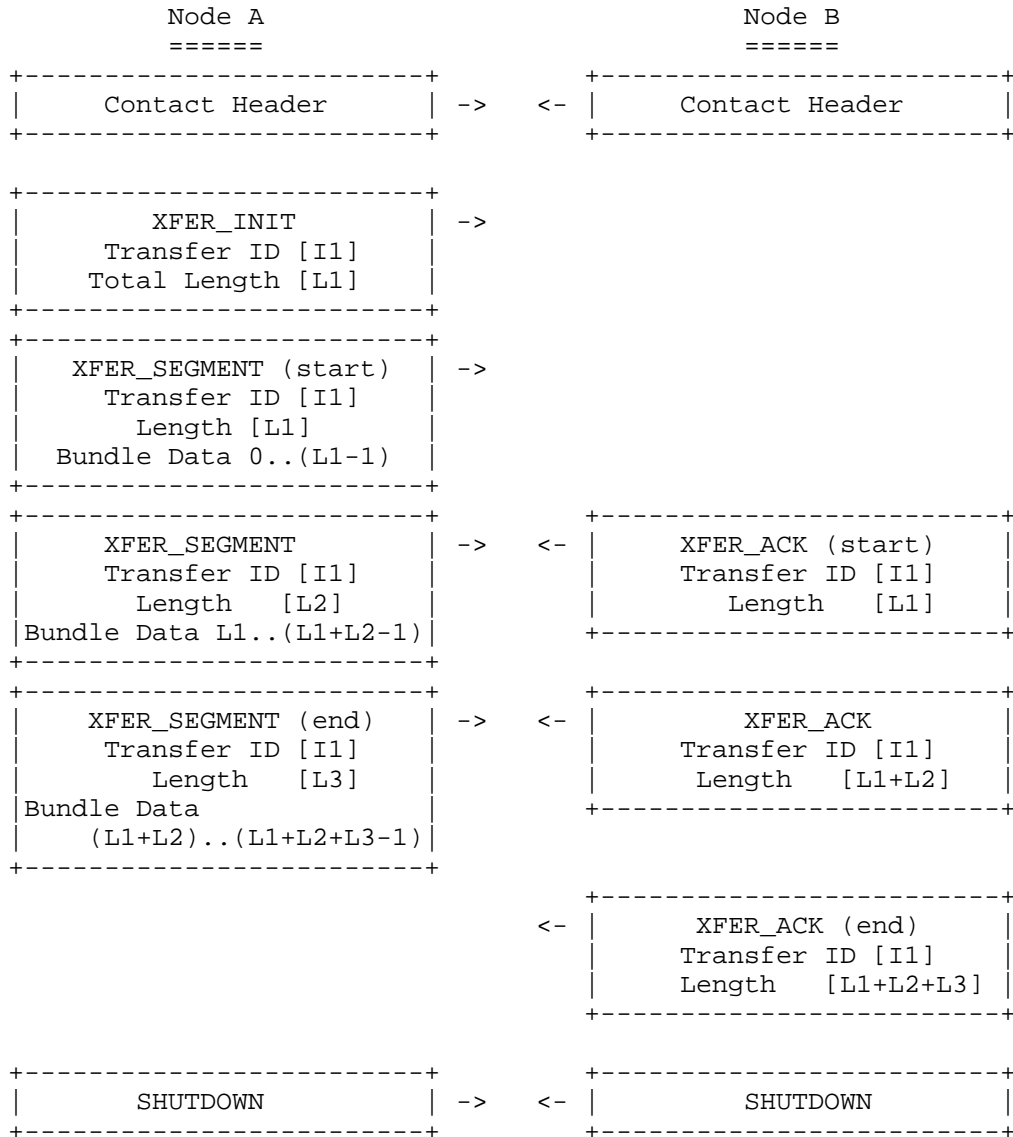 Node A                              Node B
======                              ======
+-------------------------+         +-------------------------+
|     Contact Header      | ->   <- |     Contact Header      |
+-------------------------+         +-------------------------+
+-------------------------+
|        XFER_INIT        | ->
|     Transfer ID [I1]    |
|    Total Length [L1]    |
+-------------------------+
+-------------------------+
|   XFER_SEGMENT (start)  | ->
|     Transfer ID [I1]    |
|       Length [L1]       |
|  Bundle Data 0..(L1-1)  |
+-------------------------+
+-------------------------+         +-------------------------+
|     XFER_SEGMENT        | ->   <- |     XFER_ACK (start)    |
|     Transfer ID [I1]    |         |     Transfer ID [I1]    |
|       Length   [L2]     |         |        Length   [L1]    |
|Bundle Data L1..(L1+L2-1)|         +-------------------------+
+-------------------------+
+-------------------------+         +-------------------------+
|    XFER_SEGMENT (end)   | ->   <- |         XFER_ACK        |
|     Transfer ID [I1]    |         |     Transfer ID [I1]    |
|        Length   [L3]    |         |      Length   [L1+L2]   |
|Bundle Data              |         +-------------------------+
|    (L1+L2)..(L1+L2+L3-1)|
+-------------------------+
+-------------------------+
<- |      XFER_ACK (end)     |
|     Transfer ID [I1]    |
|     Length   [L1+L2+L3] |
+-------------------------+
+-------------------------+         +-------------------------+
|       SHUTDOWN          | ->   <- |         SHUTDOWN        |
+-------------------------+         +-------------------------+